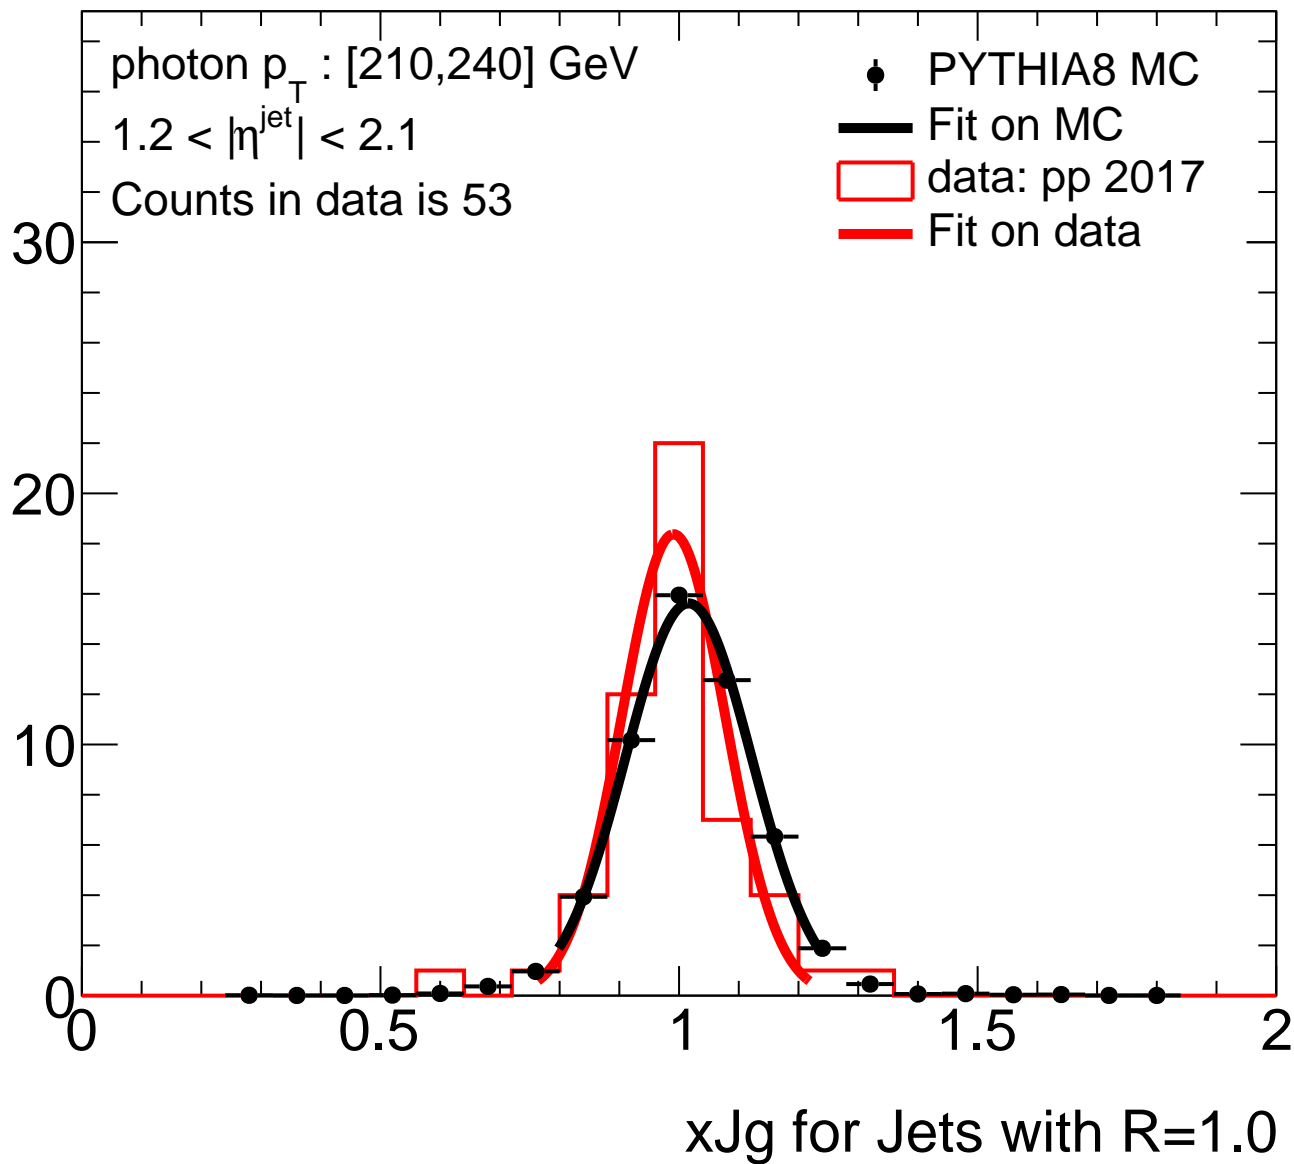 photon p_T : [210,240] GeV
1.2 < |η^jet| < 2.1
Counts in data is 53
PYTHIA8 MC
Fit on MC
data: pp 2017
Fit on data
30
20
10
0
0 0.5 1 1.5 2
xJg for Jets with R=1.0